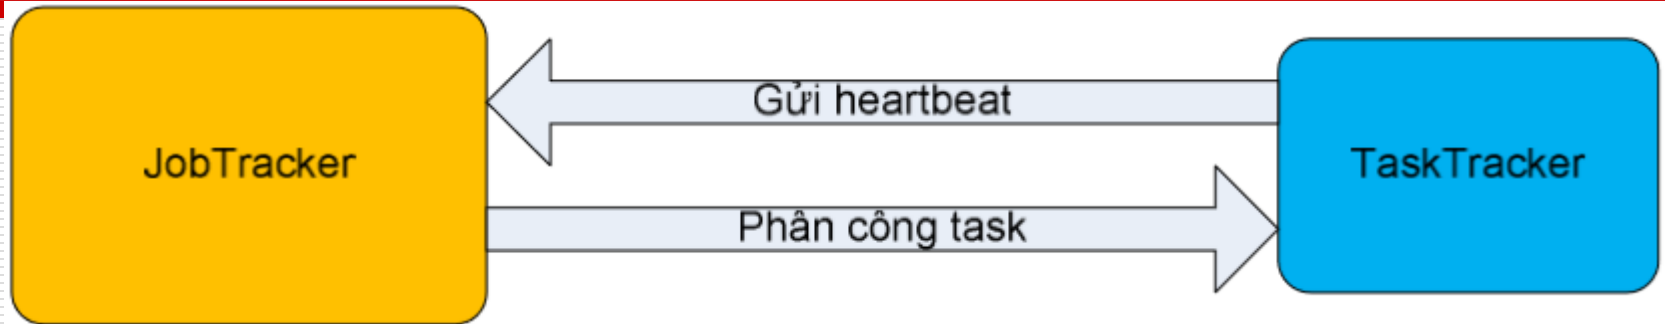 JobTracker
Gửi heartbeat
Phân công task
TaskTracker